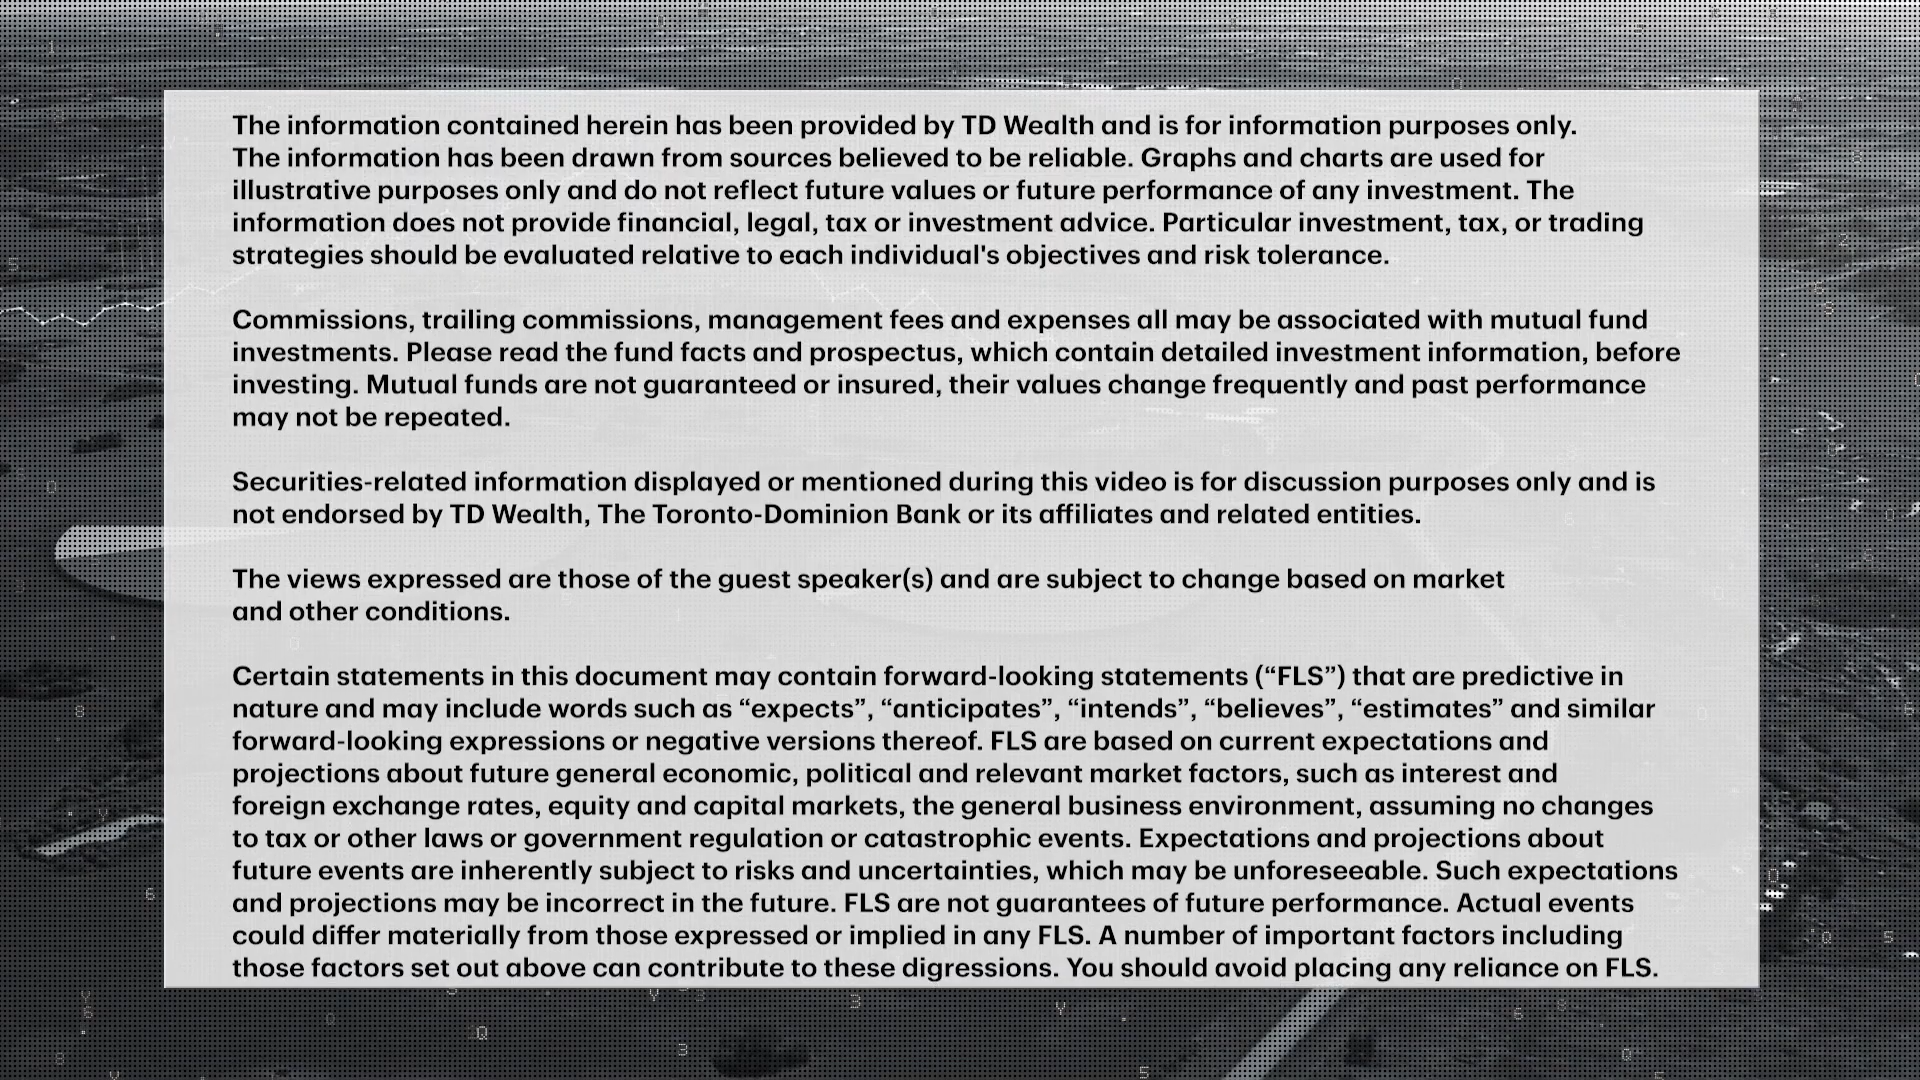 The information contained herein has been provided by TD Wealth and is for information purposes only.
The information has been drawn from sources believed to be reliable. Graphs and charts are used for
illustrative purposes only and do not reflect future values or future performance of any investment. The
information does not provide financial, legal, tax or investment advice. Particular investment, tax, or trading
strategies should be evaluated relative to each individual's objectives and risk tolerance.
Commissions, trailing commissions, management fees and expenses all may be associated with mutual fund
investments. Please read the fund facts and prospectus, which contain detailed investment information, before
investing. Mutual funds are not guaranteed or insured, their values change frequently and past performance
may not be repeated.
Securities-related information displayed or mentioned during this video is for discussion purposes only and is
not endorsed by TD Wealth, The Toronto-Dominion Bank or its affiliates and related entities.
The views expressed are those of the guest speaker(s) and are subject to change based on market
and other conditions.
Certain statements in this document may contain forward-looking statements (“FLS”) that are predictive in
nature and may include words such as “expects”, “anticipates”, “intends”, “believes”, “estimates” and similar
forward-looking expressions or negative versions thereof. FLS are based on current expectations and
projections about future general economic, political and relevant market factors, such as interest and
foreign exchange rates, equity and capital markets, the general business environment, assuming no changes
to tax or other laws or government regulation or catastrophic events. Expectations and projections about
future events are inherently subject to risks and uncertainties, which may be unforeseeable. Such expectations
and projections may be incorrect in the future. FLS are not guarantees of future performance. Actual events
could differ materially from those expressed or implied in any FLS. A number of important factors including
those factors set out above can contribute to these digressions. You should avoid placing any reliance on FLS.